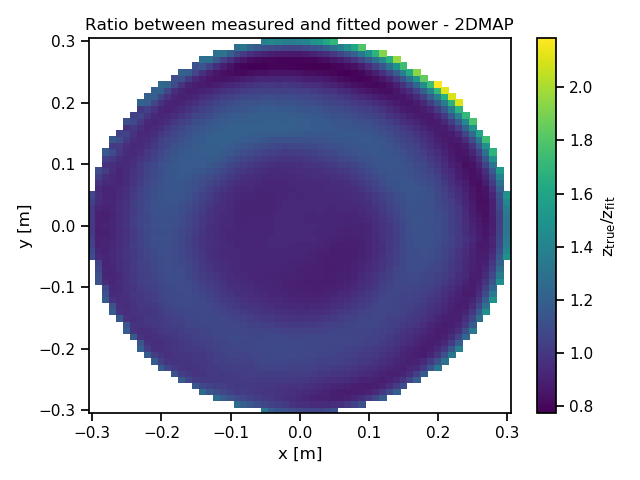 Ratio between measured and fitted power - 2DMAP
0.3
0.2
0.1
0.0
−0.1
−0.2
−0.3
y [m]
−0.3 −0.2 −0.1 0.0 0.1 0.2 0.3
x [m]
2.0
1.8
1.6
1.4
1.2
1.0
0.8
z_true/z_fit